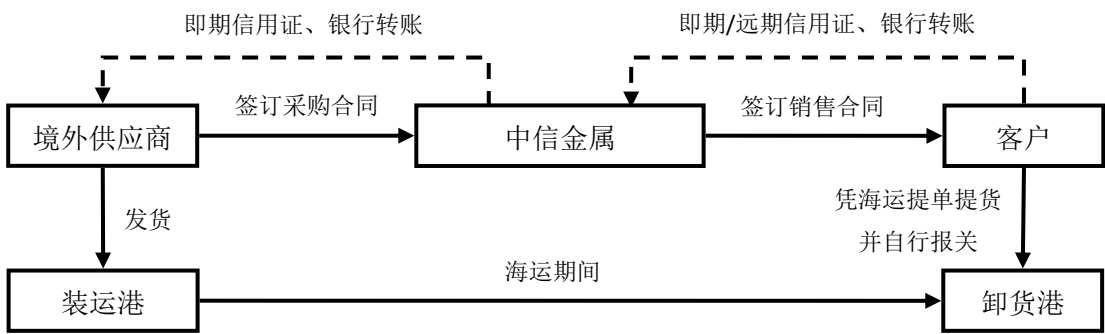 即期信用证、银行转账
即期/远期信用证、银行转账
签订采购合同
签订销售合同
境外供应商
中信金属
客户
发货
凭海运提单提货
并自行报关
海运期间
装运港
卸货港